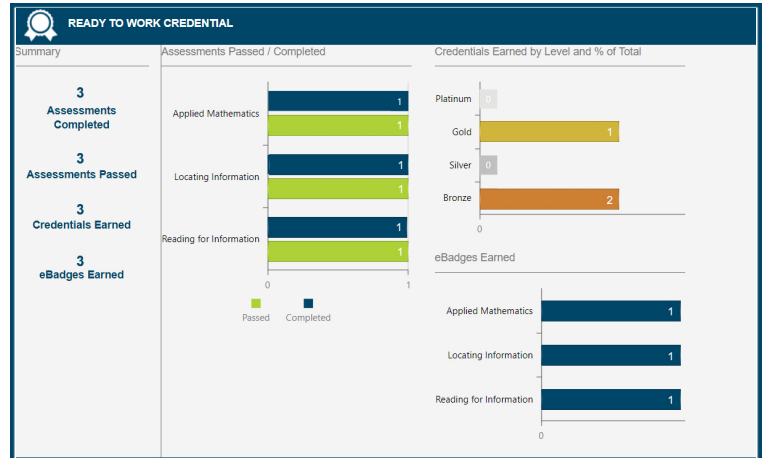 READY TO WORK CREDENTIAL
Summary
3
Assessments
Completed
3
Assessments Passed
3
Credentials Earned
3
eBadges Earned
Assessments Passed / Completed
Applied Mathematics
1
1
Locating Information
1
1
Reading for Information
1
1
0
1
Passed
Completed
Credentials Earned by Level and % of Total
Platinum
0
Gold
1
Silver
0
Bronze
2
0
eBadges Earned
Applied Mathematics
1
Locating Information
1
Reading for Information
1
0